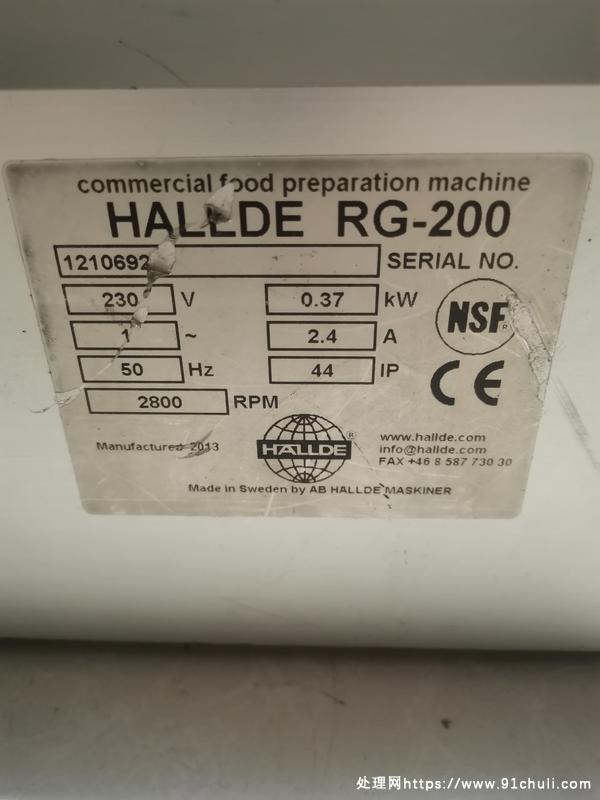 commercial food preparation machine
HALLDE RG-200
1210692 SERIAL NO.
230 V 0.37 kW
1 ~ 2.4 A
50 Hz 44 IP
NSF®
CE
2800 RPM
Manufactured 2013
HALLDE®
www.hallde.com
info@hallde.com
FAX +46 8 587 730 30
Made in Sweden by AB HALLDE MASKINER
处理网https://www.91chuli.com/